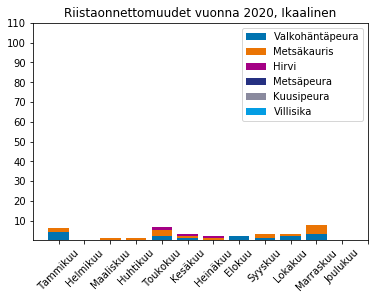 Riistaonnettomuudet vuonna 2020, Ikaalinen
110
100
90
80
70
60
50
40
30
20
10
Valkohäntäpeura
Metsäkauris
Hirvi
Metsäpeura
Kuusipeura
Villisika
Tammikuu
Helmikuu
Maaliskuu
Huhtikuu
Toukokuu
Kesäkuu
Heinäkuu
Elokuu
Syyskuu
Lokakuu
Marraskuu
Joulukuu